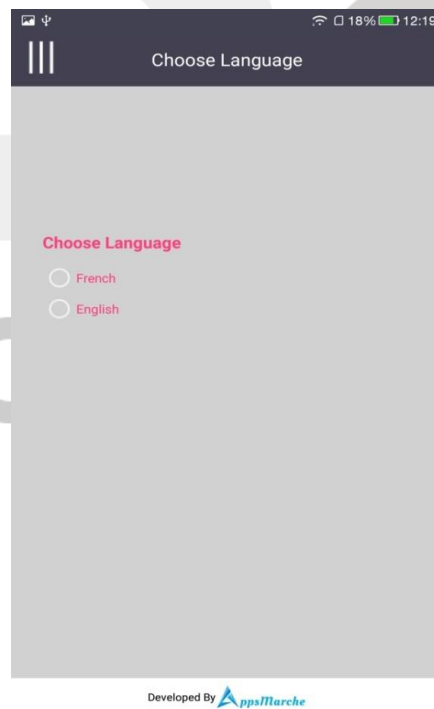 18% 12:19
Choose Language
Choose Language
French
English
Developed By AppsMarche